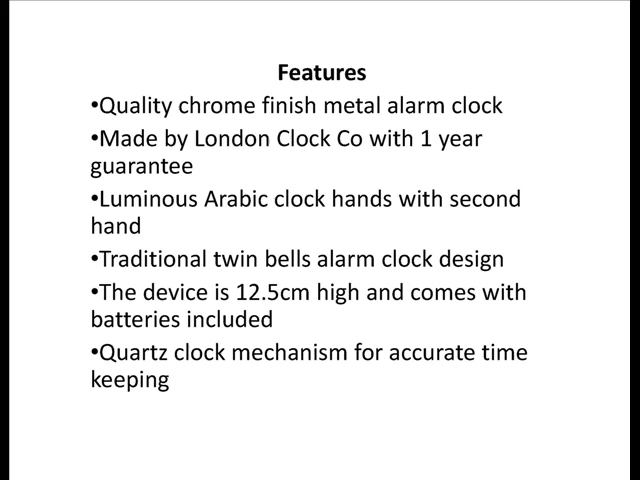 Features
•Quality chrome finish metal alarm clock
•Made by London Clock Co with 1 year
guarantee
•Luminous Arabic clock hands with second
hand
•Traditional twin bells alarm clock design
•The device is 12.5cm high and comes with
batteries included
•Quartz clock mechanism for accurate time
keeping